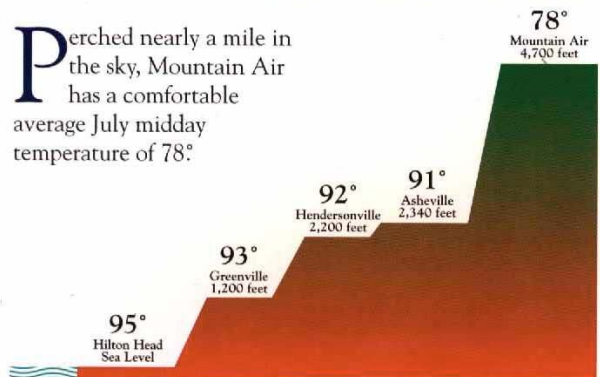 Perched nearly a mile in
the sky, Mountain Air
has a comfortable
average July midday
temperature of 78°.
78°
Mountain Air
4,700 feet
91°
Asheville
2,340 feet
92°
Hendersonville
2,200 feet
93°
Greenville
1,200 feet
95°
Hilton Head
Sea Level